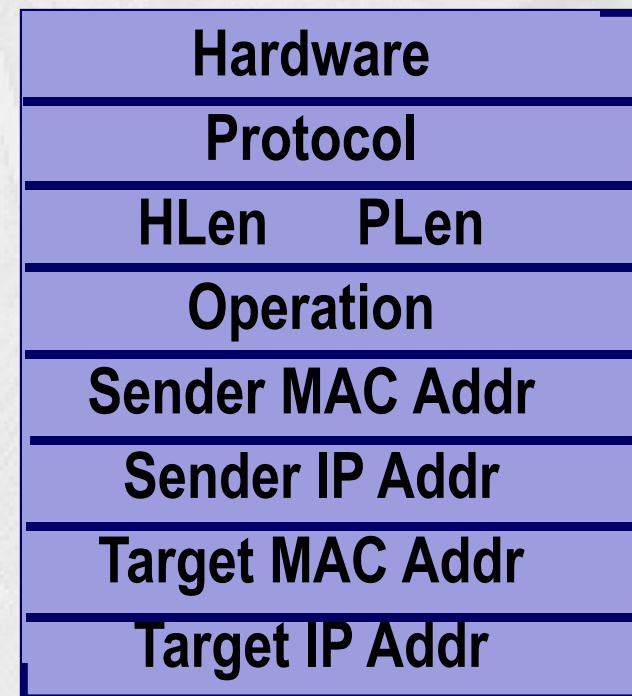 Hardware
Protocol
HLen PLen
Operation
Sender MAC Addr
Sender IP Addr
Target MAC Addr
Target IP Addr